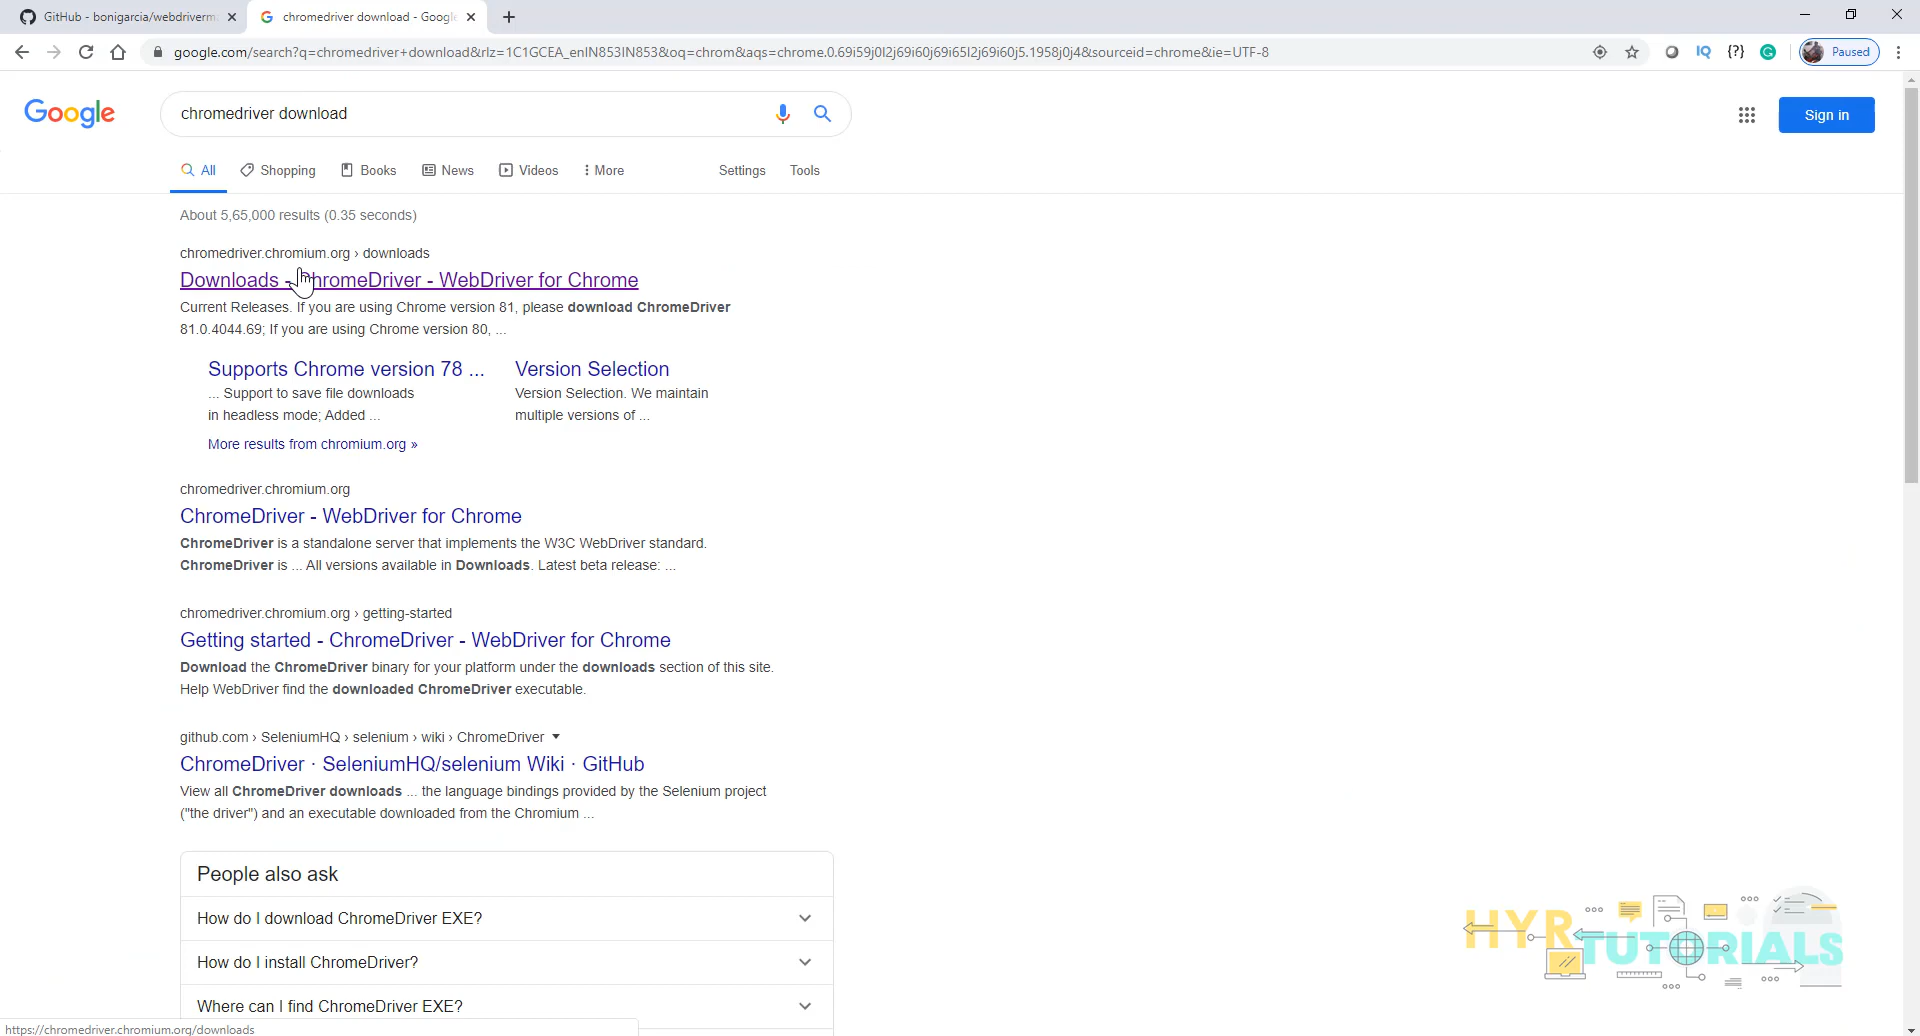 GitHub - bonigarcia/webdriverm
chromedriver download - Google
google.com/search?q=chromedriver+download&rlz=1C1GCEA_enIN853IN853&oq=chrom&aqs=chrome.0.69i59j0l2j69i60j69i65l2j69i60j5.1958j0j4&sourceid=chrome&ie=UTF-8
IQ
{?}
G
Paused
Google
chromedriver download
Sign in
All
Shopping
Books
News
Videos
More
Settings
Tools
About 5,65,000 results (0.35 seconds)
chromedriver.chromium.org › downloads
Downloads - ChromeDriver - WebDriver for Chrome
Current Releases. If you are using Chrome version 81, please download ChromeDriver
81.0.4044.69; If you are using Chrome version 80, ...
Supports Chrome version 78 ...
... Support to save file downloads
in headless mode; Added ...
Version Selection
Version Selection. We maintain
multiple versions of ...
More results from chromium.org »
chromedriver.chromium.org
ChromeDriver - WebDriver for Chrome
ChromeDriver is a standalone server that implements the W3C WebDriver standard.
ChromeDriver is ... All versions available in Downloads. Latest beta release: ...
chromedriver.chromium.org › getting-started
Getting started - ChromeDriver - WebDriver for Chrome
Download the ChromeDriver binary for your platform under the downloads section of this site.
Help WebDriver find the downloaded ChromeDriver executable.
github.com › SeleniumHQ › selenium › wiki › ChromeDriver
ChromeDriver · SeleniumHQ/selenium Wiki · GitHub
View all ChromeDriver downloads ... the language bindings provided by the Selenium project
("the driver") and an executable downloaded from the Chromium ...
People also ask
How do I download ChromeDriver EXE?
How do I install ChromeDriver?
Where can I find ChromeDriver EXE?
HYR
TUTORIALS
https://chromedriver.chromium.org/downloads